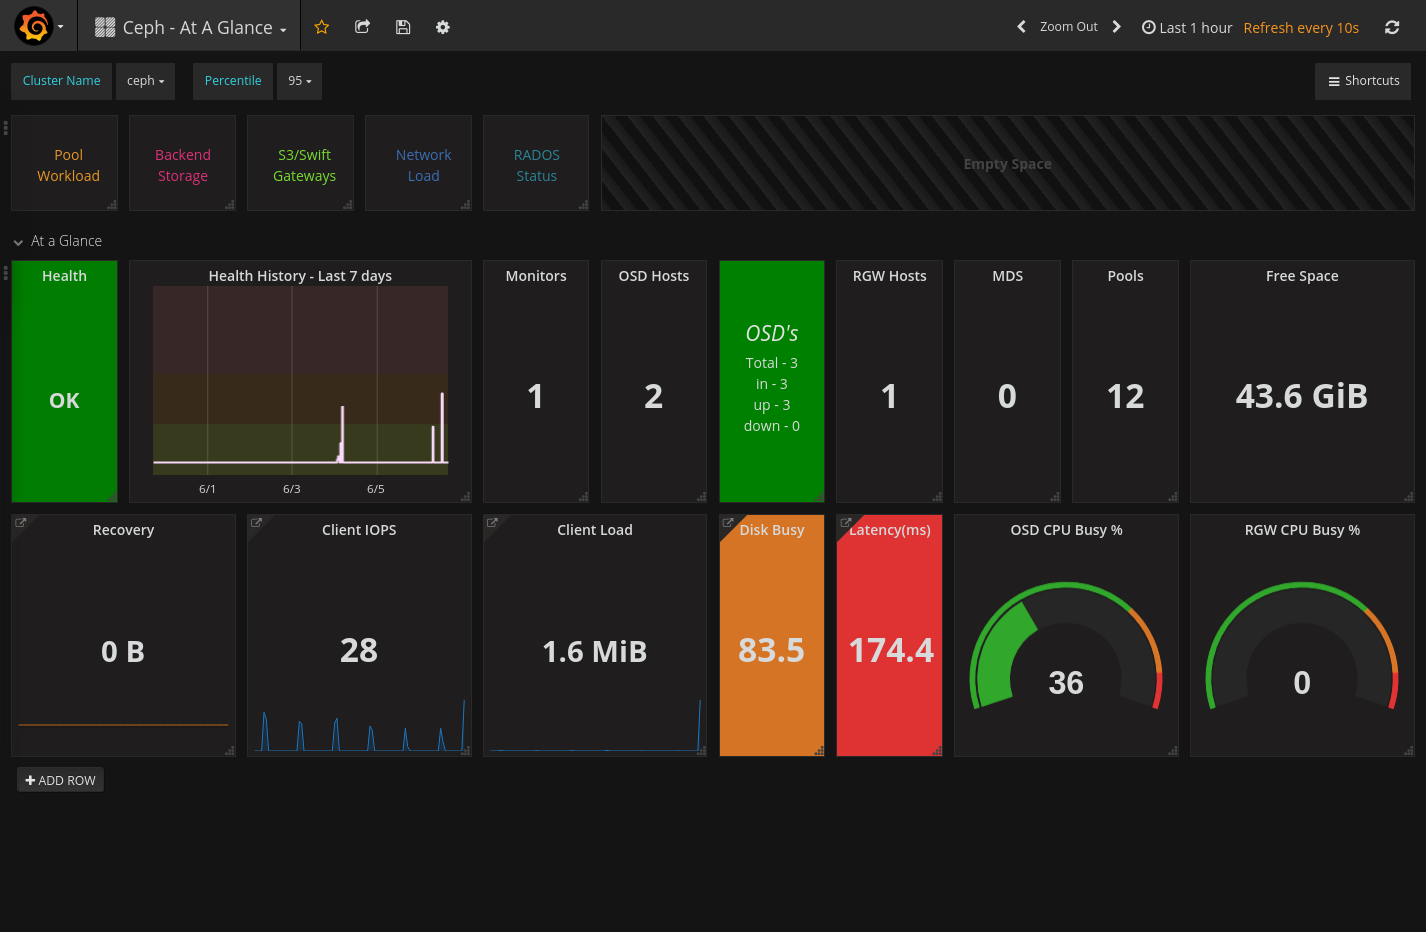 Ceph - At A Glance
Zoom Out
Last 1 hour
Refresh every 10s
Cluster Name
ceph
Percentile
95
Shortcuts
Pool
Workload
Backend
Storage
S3/Swift
Gateways
Network
Load
RADOS
Status
Empty Space
At a Glance
Health
OK
Health History - Last 7 days
6/1
6/3
6/5
Monitors
1
OSD Hosts
2
OSD's
Total - 3
in - 3
up - 3
down - 0
RGW Hosts
1
MDS
0
Pools
12
Free Space
43.6 GiB
Recovery
0 B
Client IOPS
28
Client Load
1.6 MiB
Disk Busy
83.5
Latency(ms)
174.4
OSD CPU Busy %
36
RGW CPU Busy %
0
ADD ROW